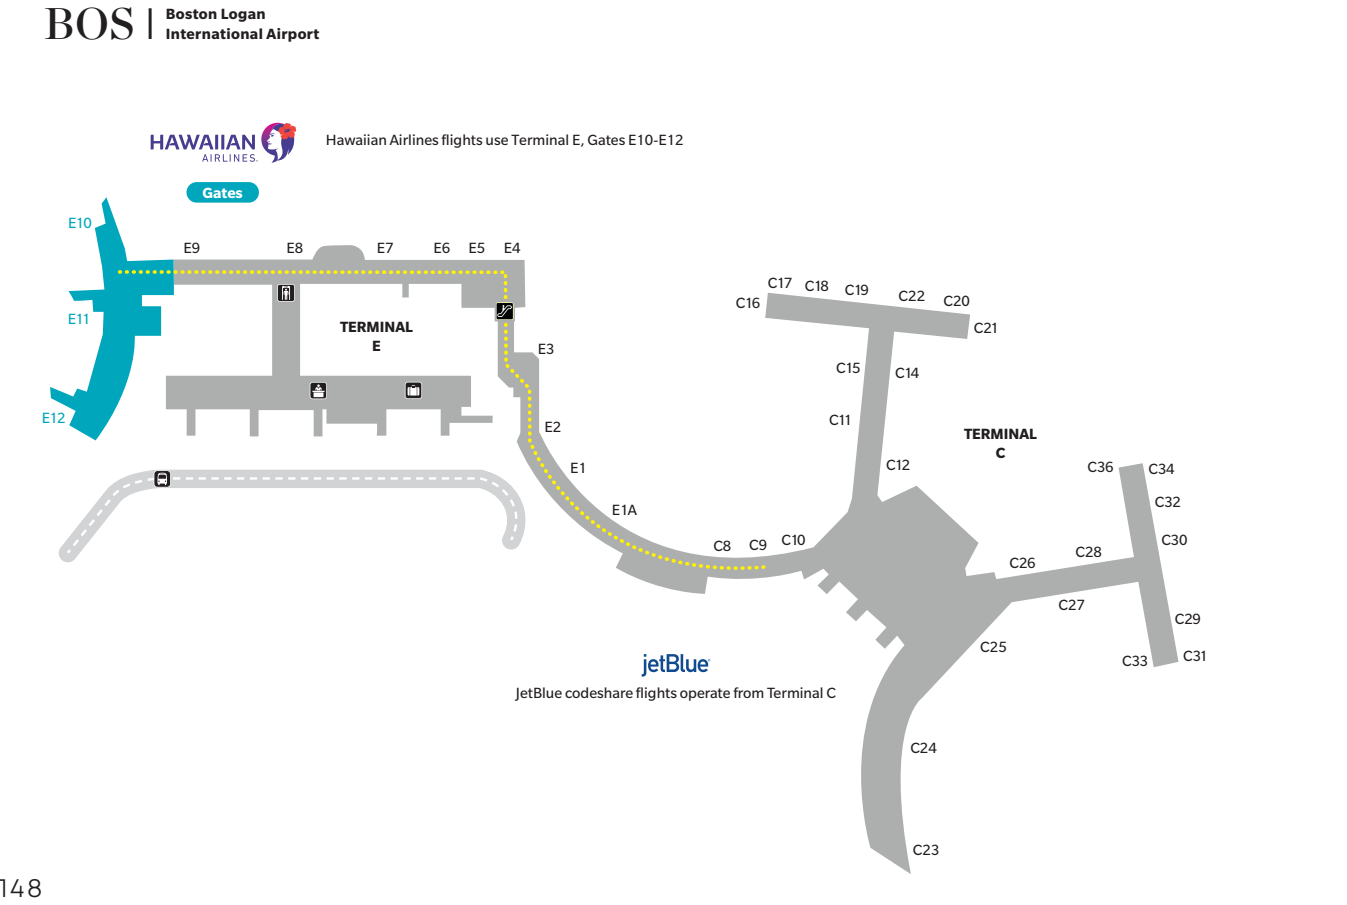 BOS
Boston Logan
International Airport
HAWAIIAN
AIRLINES.
Hawaiian Airlines flights use Terminal E, Gates E10-E12
Gates
E10
E9
E8
E7
E6
E5
E4
E11
TERMINAL
E
E3
E12
E2
E1
E1A
C8
C9
C10
C16
C17
C18
C19
C22
C20
C21
C15
C14
C11
C12
TERMINAL
C
C36
C34
C32
C30
C28
C26
C27
C29
C25
C33
C31
C24
C23
jetBlue
JetBlue codeshare flights operate from Terminal C
148